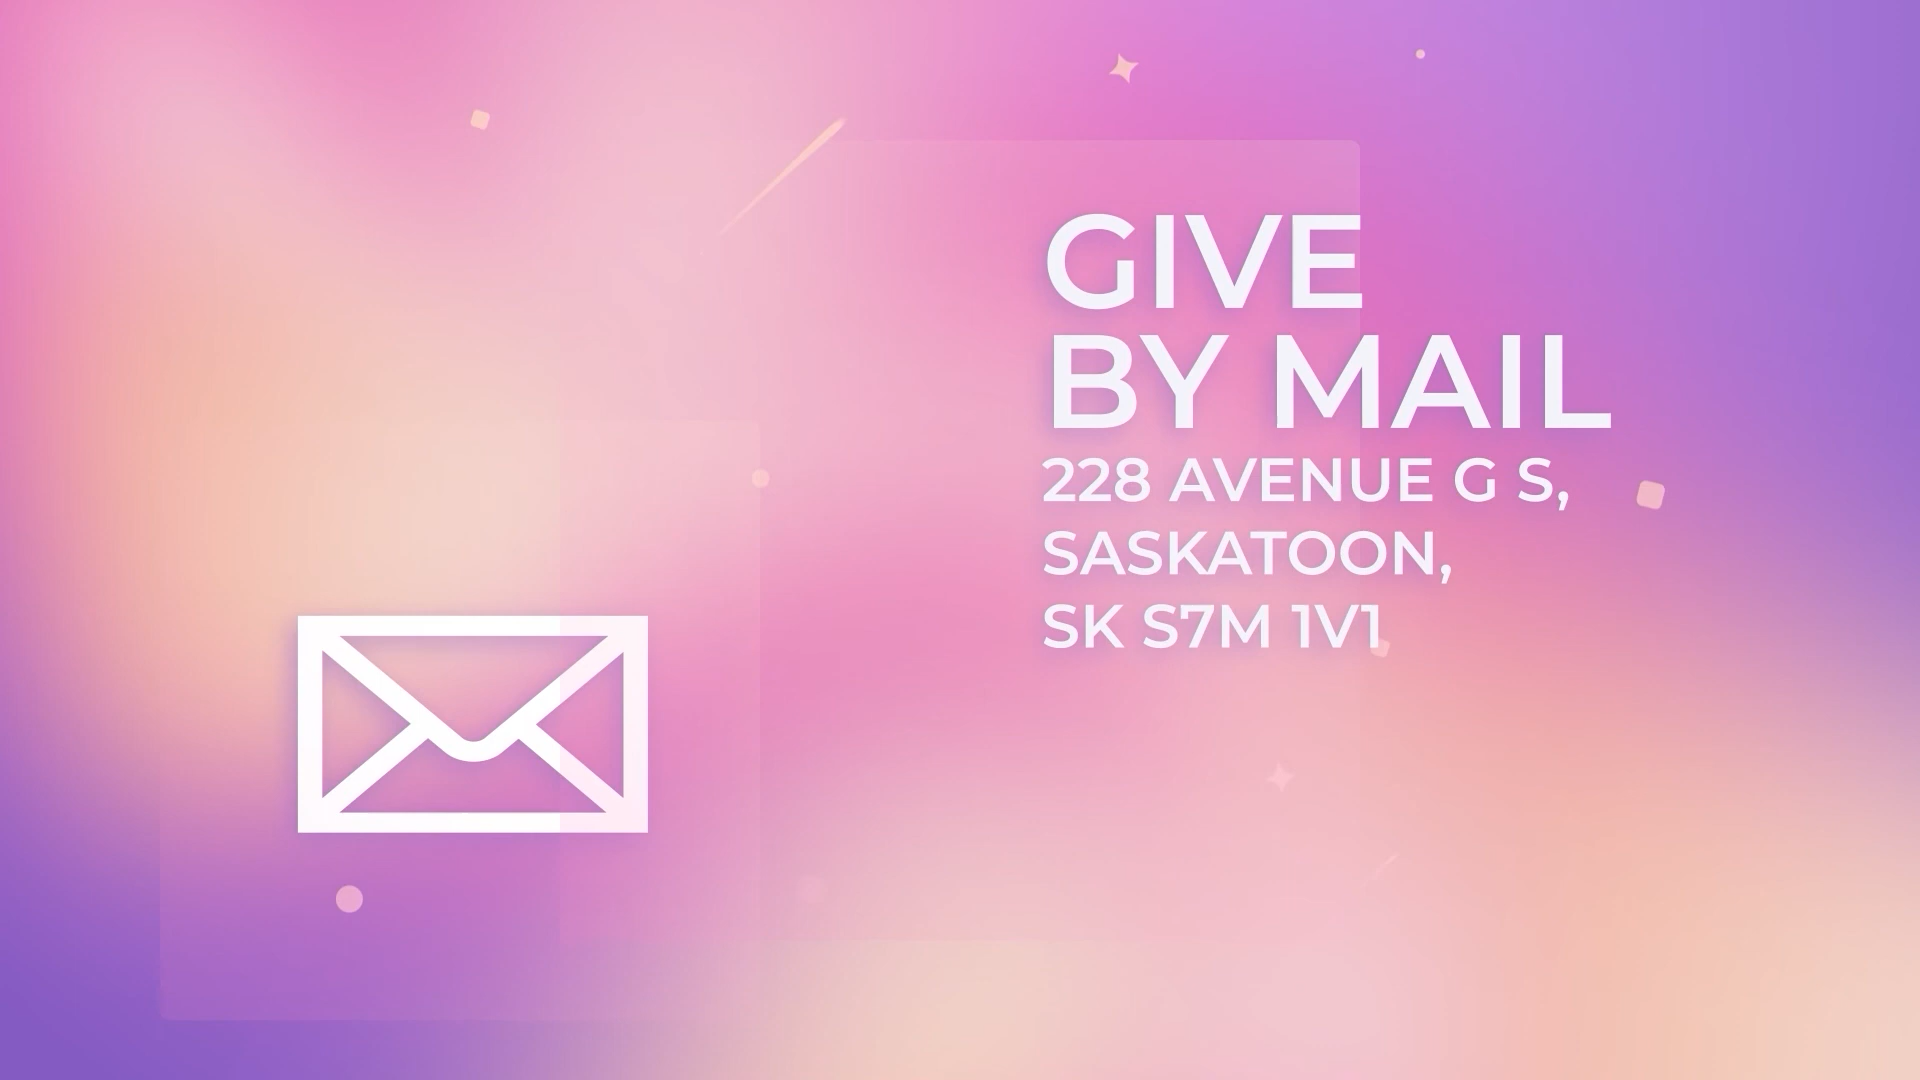 GIVE
BY MAIL
228 AVENUE G S,
SASKATOON,
SK S7M 1V1